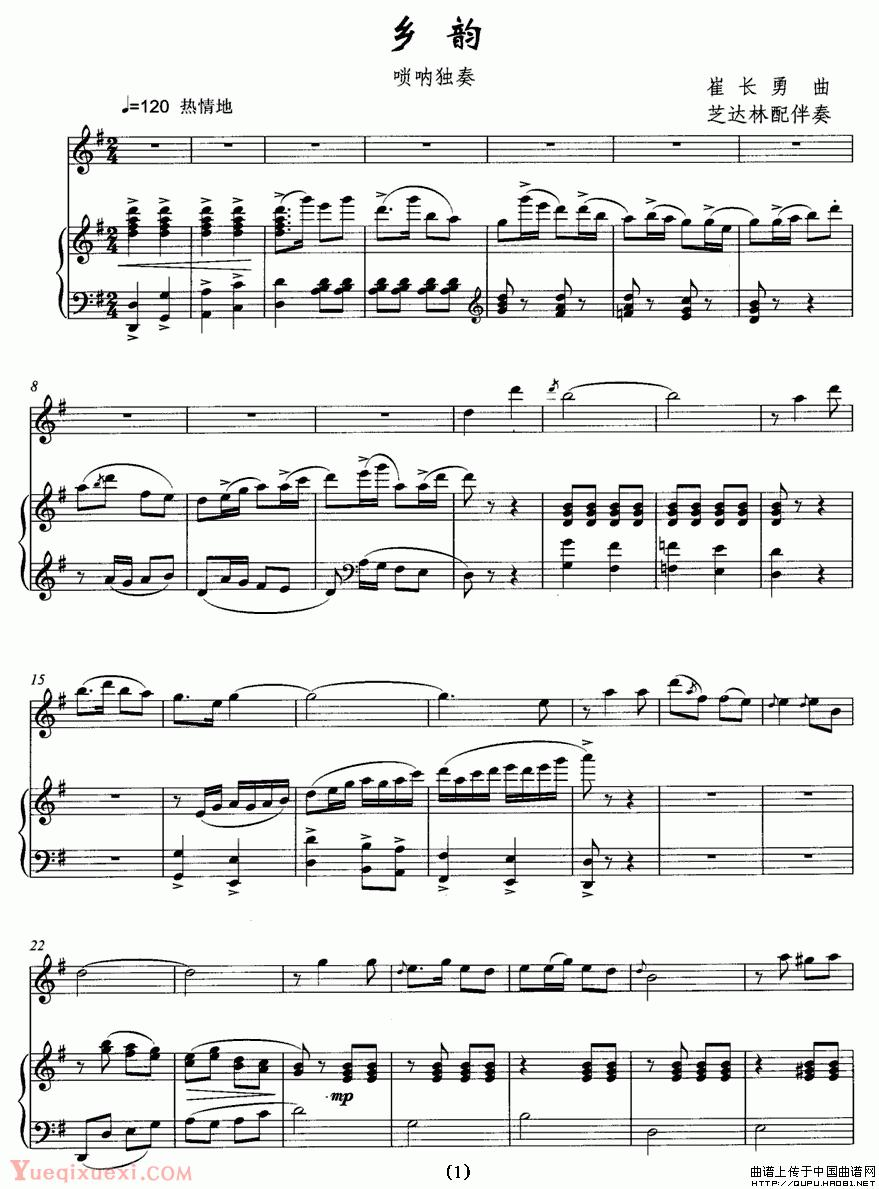 乡 韵
唢呐独奏
崔 长 勇 曲
♩=120 热情地
芝达林配伴奏
8
15
22
mp
(1)
Yueqixuexi.com
曲谱上传于中国曲谱网
HTTP://QUPU.HAO81.NET